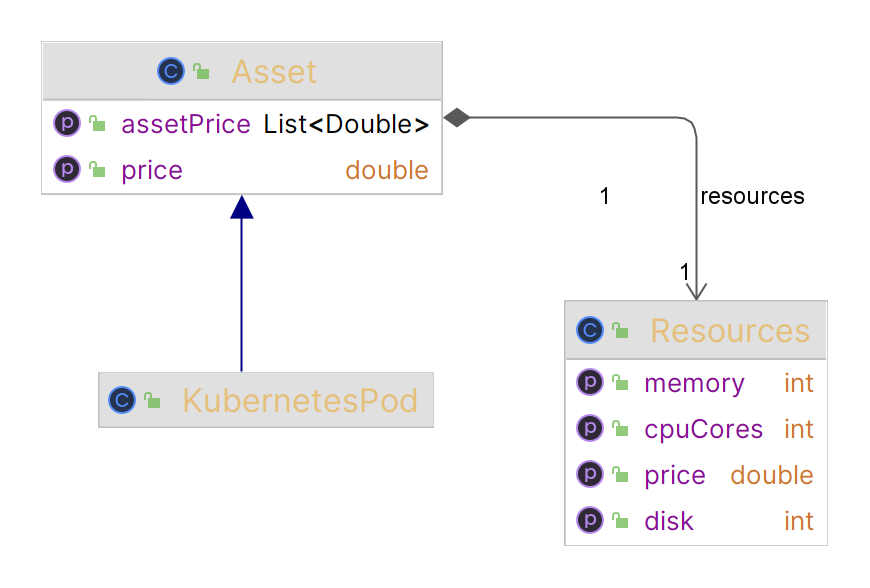 C Asset
p assetPrice List<Double>
p price double
1
resources
1
C Resources
p memory int
p cpuCores int
p price double
p disk int
C KubernetesPod